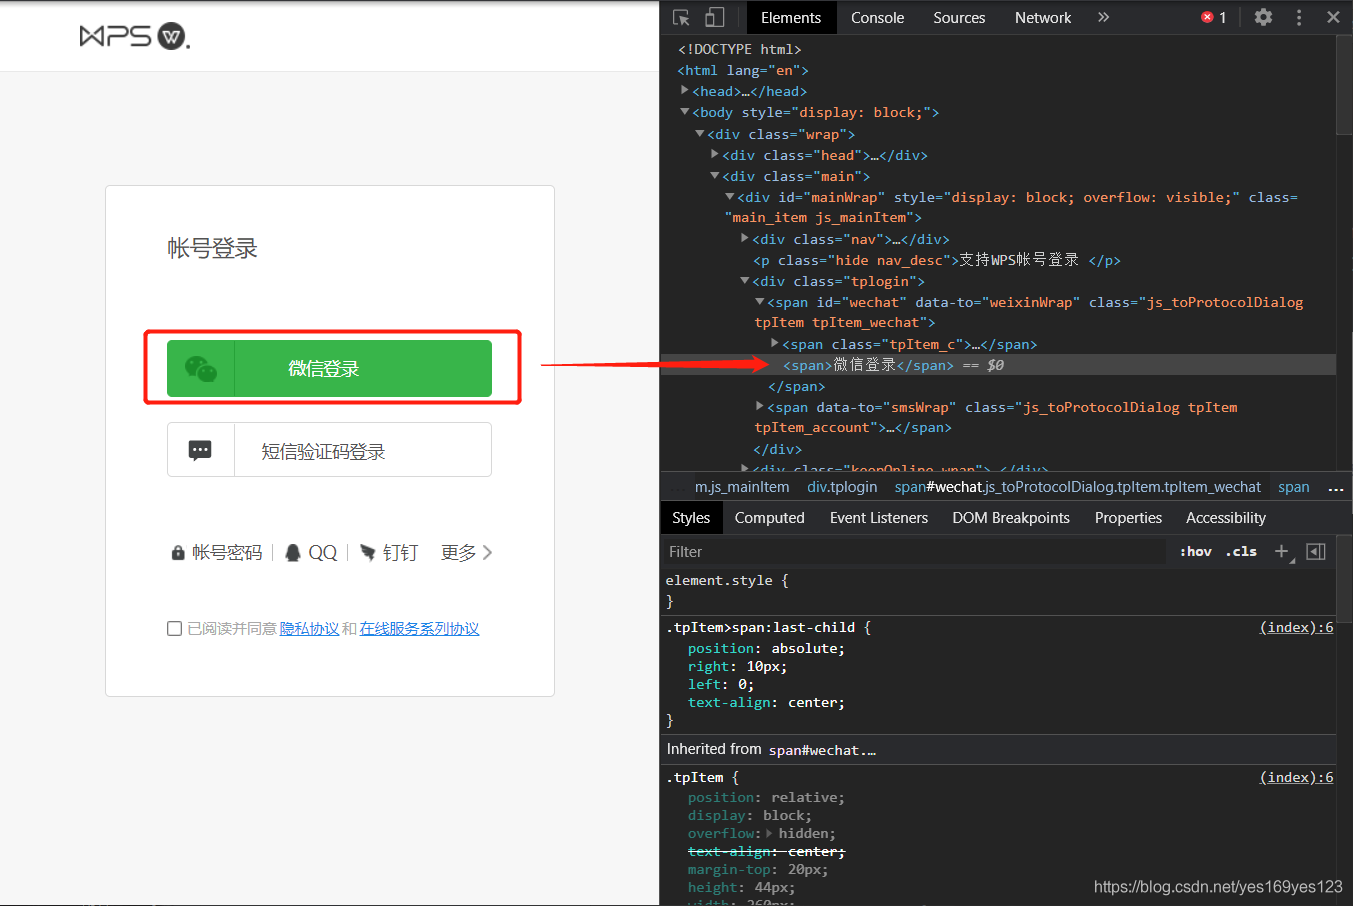 WPS W.
帐号登录
微信登录
短信验证码登录
帐号密码 | QQ | 钉钉 更多
已阅读并同意 隐私协议 和 在线服务系列协议
Elements Console Sources Network » 1
<!DOCTYPE html>
<html lang="en">
<head>…</head>
<body style="display: block;">
<div class="wrap">
<div class="head">…</div>
<div class="main">
<div id="mainWrap" style="display: block; overflow: visible;" class=
"main_item js_mainItem">
<div class="nav">…</div>
<p class="hide nav_desc">支持WPS帐号登录 </p>
<div class="tplogin">
<span id="wechat" data-to="weixinWrap" class="js_toProtocolDialog
tpItem tpItem_wechat">
<span class="tpItem_c">…</span>
<span>微信登录</span> == $0
</span>
<span data-to="smsWrap" class="js_toProtocolDialog tpItem
tpItem_account">…</span>
</div>
<div class="keepOnline wrap"> </div>
m.js_mainItem div.tplogin span#wechat.js_toProtocolDialog.tpItem.tpItem_wechat span …
Styles Computed Event Listeners DOM Breakpoints Properties Accessibility
Filter :hov .cls +
element.style {
}
.tpItem>span:last-child { (index):6
position: absolute;
right: 10px;
left: 0;
text-align: center;
}
Inherited from span#wechat.…
.tpItem { (index):6
position: relative;
display: block;
overflow: hidden;
text-align: center;
margin-top: 20px;
height: 44px;
width: 260px;
https://blog.csdn.net/yes169yes123